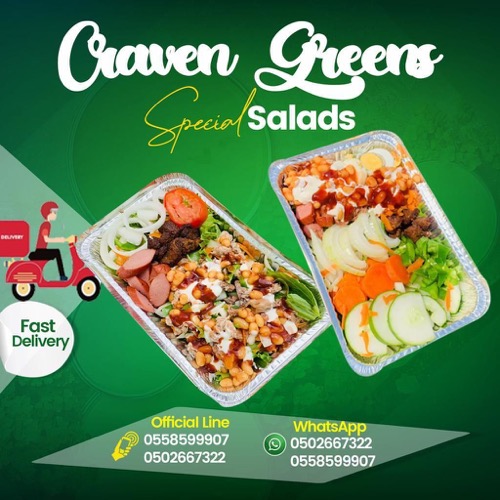 Craven Greens
Special Salads
DELIVERY
Fast
Delivery
Official Line
0558599907
0502667322
WhatsApp
0502667322
0558599907